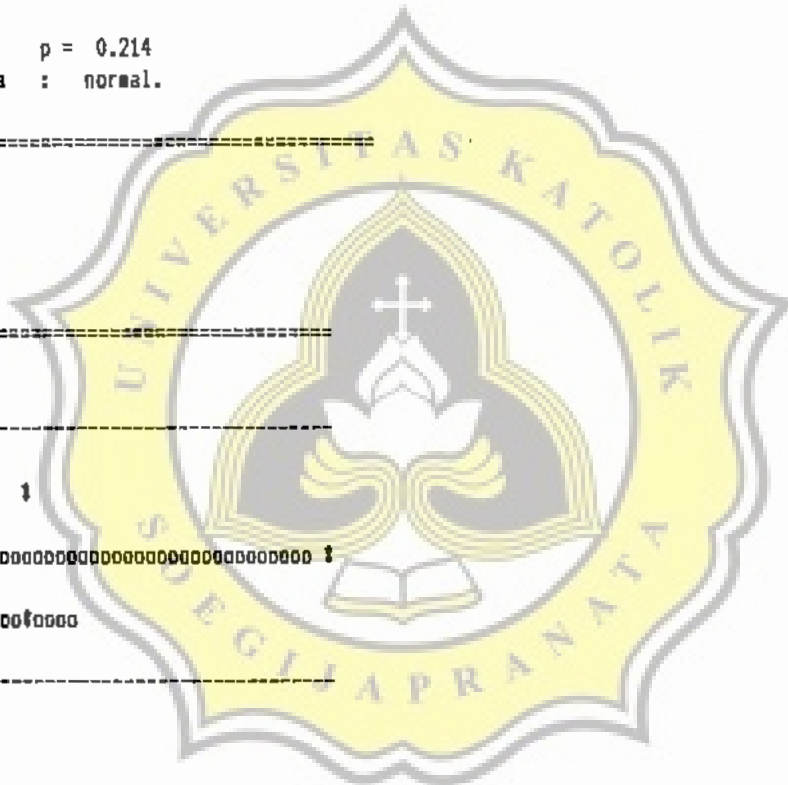 p = 0.214
a : normal.
UNIVERSITAS KATOLIK
SOEGIJAPRANATA